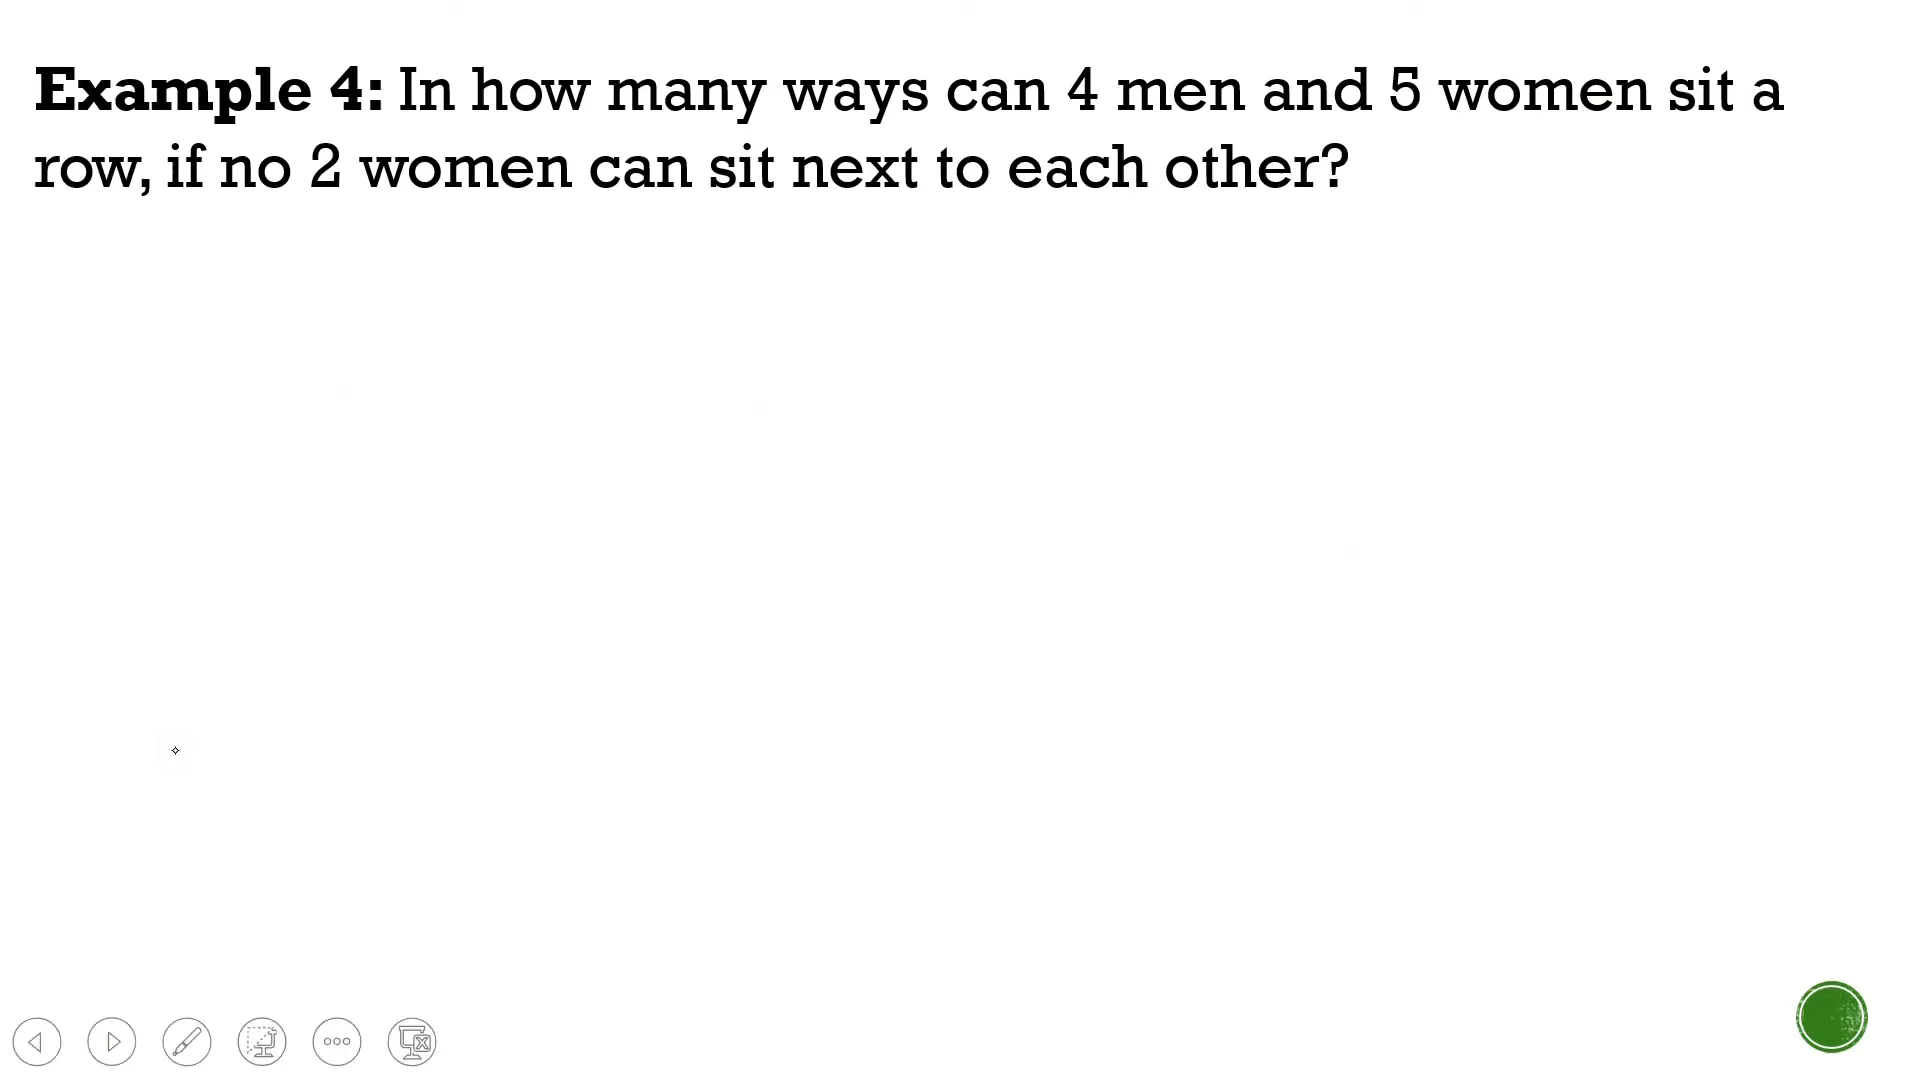 Example 4: In how many ways can 4 men and 5 women sit a
row, if no 2 women can sit next to each other?